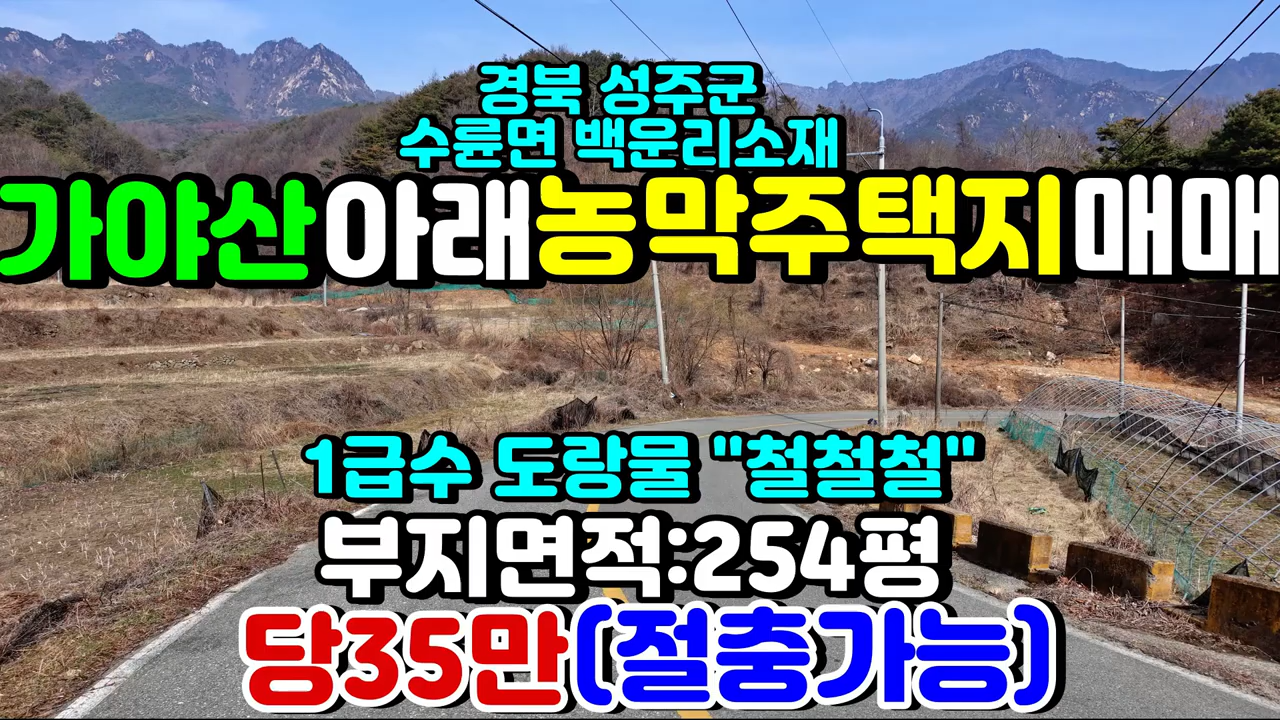 경북 성주군
수륜면 백운리소재
가야산아래농막주택지매매
1급수 도랑물 "철철철"
부지면적:254평
당35만(절충가능)